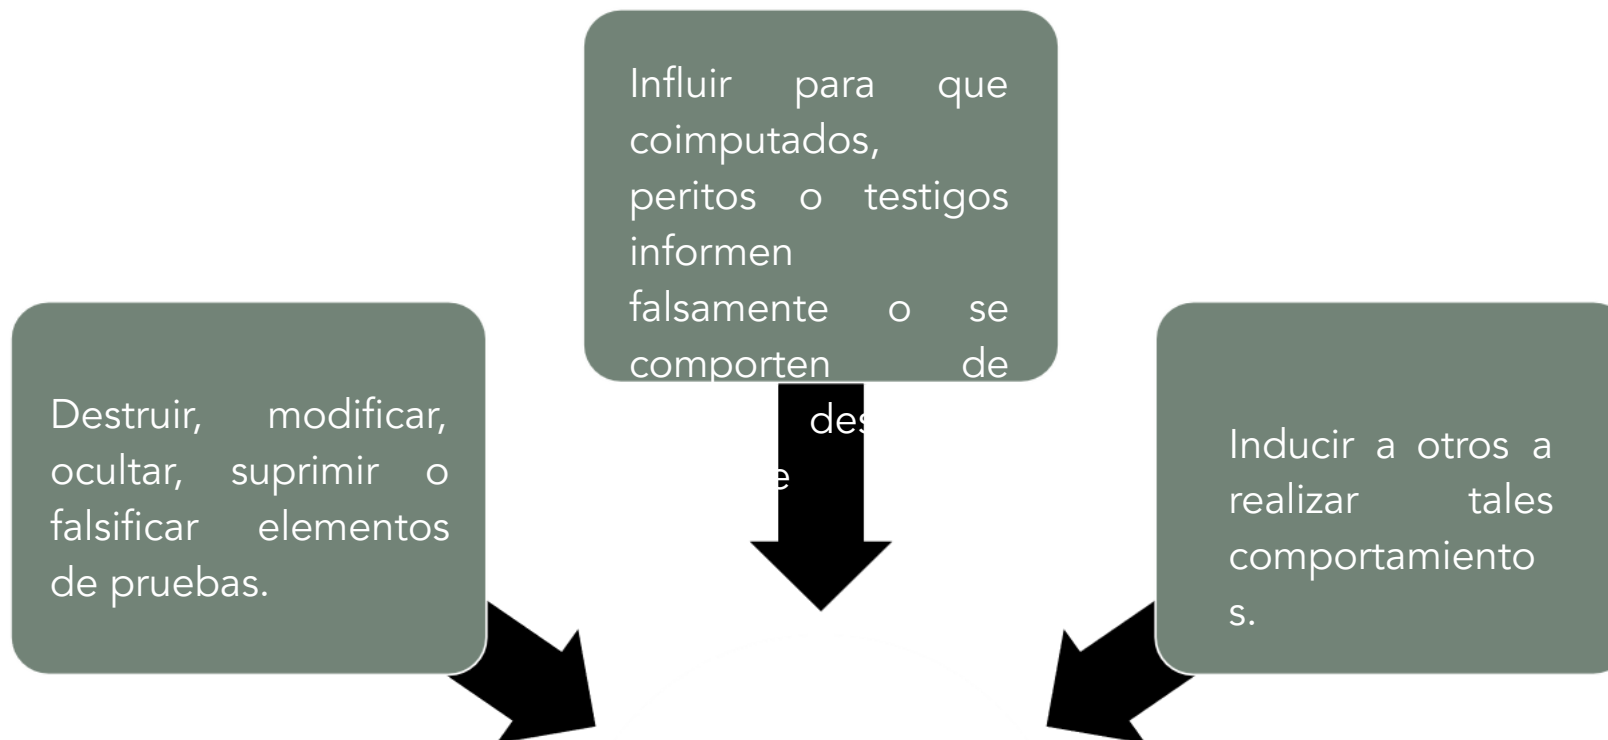 Influir para que
coimputados,
peritos o testigos
informen
falsamente o se
comporten de
Destruir, modificar,
ocultar, suprimir o
falsificar elementos
de pruebas.
Inducir a otros a
realizar tales
comportamiento
s.